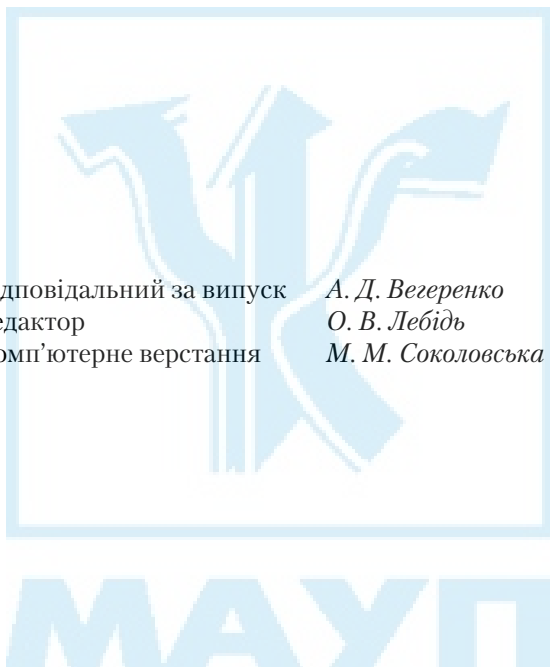 дповідальний за випуск А. Д. Вегеренко
едактор О. В. Лебідь
омп’ютерне верстання М. М. Соколовська
МАУП